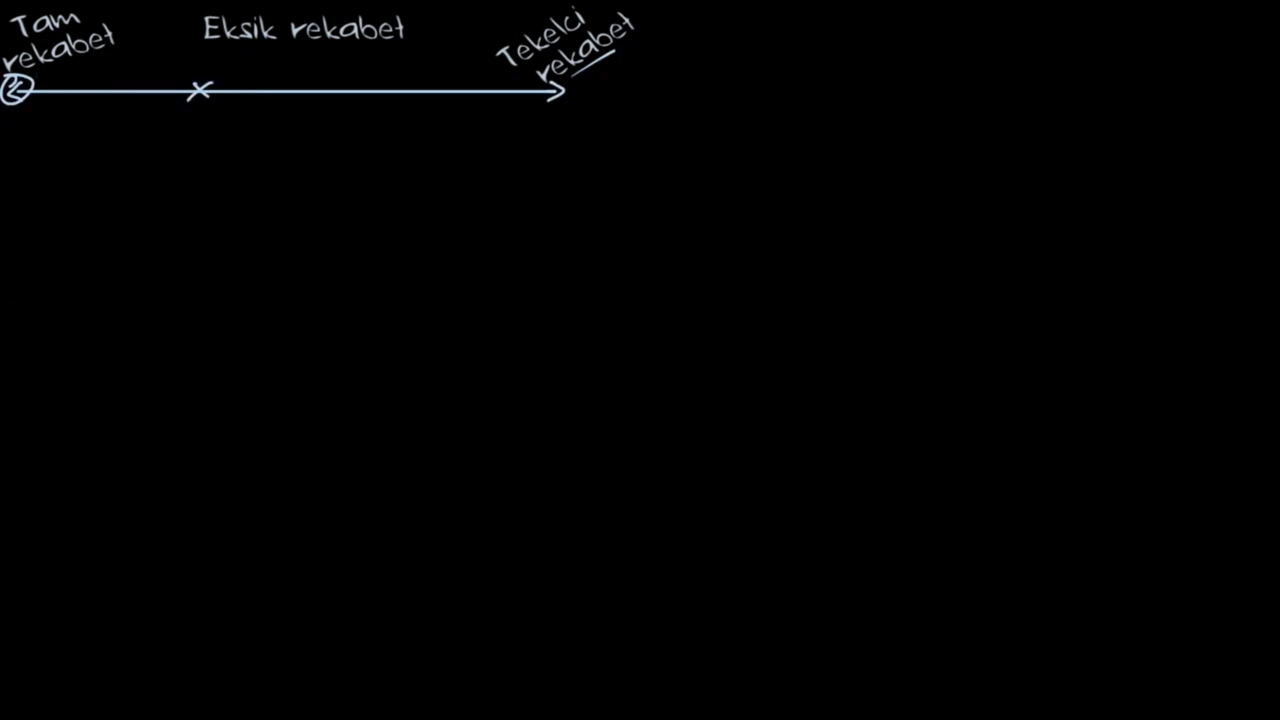 Tam
rekabet
Eksik rekabet
Tekelci
rekabet